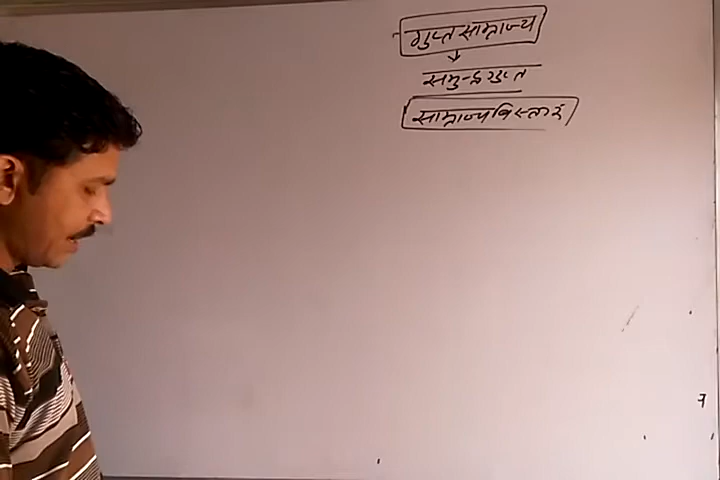 गुप्त साम्राज्य
समुन्द्रगुप्त
साम्राज्य विस्तार